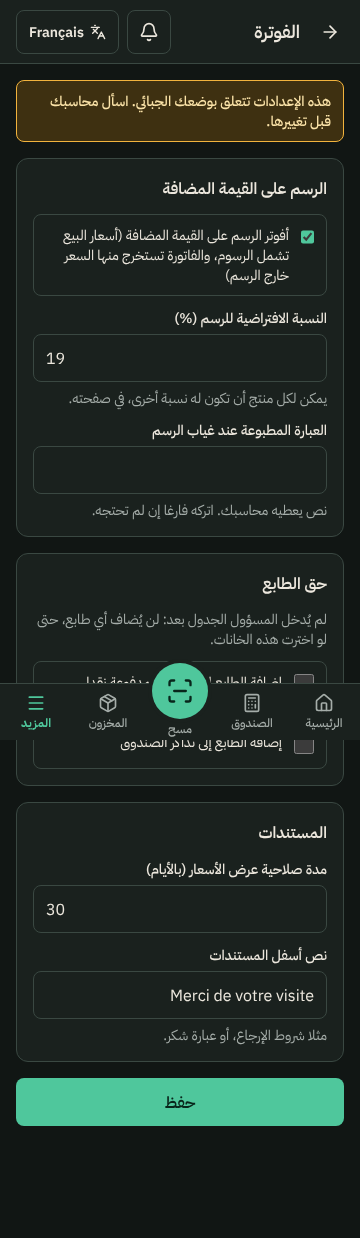 الفوترة
Français
هذه الإعدادات تتعلق بوضعك الجبائي. اسأل محاسبك
قبل تغييرها.
الرسم على القيمة المضافة
أفوتر الرسم على القيمة المضافة (أسعار البيع
تشمل الرسوم، والفاتورة تستخرج منها السعر
خارج الرسم)
النسبة الافتراضية للرسم (%)
19
يمكن لكل منتج أن تكون له نسبة أخرى، في صفحته.
العبارة المطبوعة عند غياب الرسم
نص يعطيه محاسبك. اتركه فارغا إن لم تحتجه.
حق الطابع
لم يُدخل المسؤول الجدول بعد: لن يُضاف أي طابع، حتى
لو اخترت هذه الخانات.
إضافة الطابع
نقدا
الرئيسية
الصندوق
مسح
المخزون
المزيد
إضافة الطابع إلى تذاكر الصندوق
المستندات
مدة صلاحية عرض الأسعار (بالأيام)
30
نص أسفل المستندات
Merci de votre visite
مثلا شروط الإرجاع، أو عبارة شكر.
حفظ